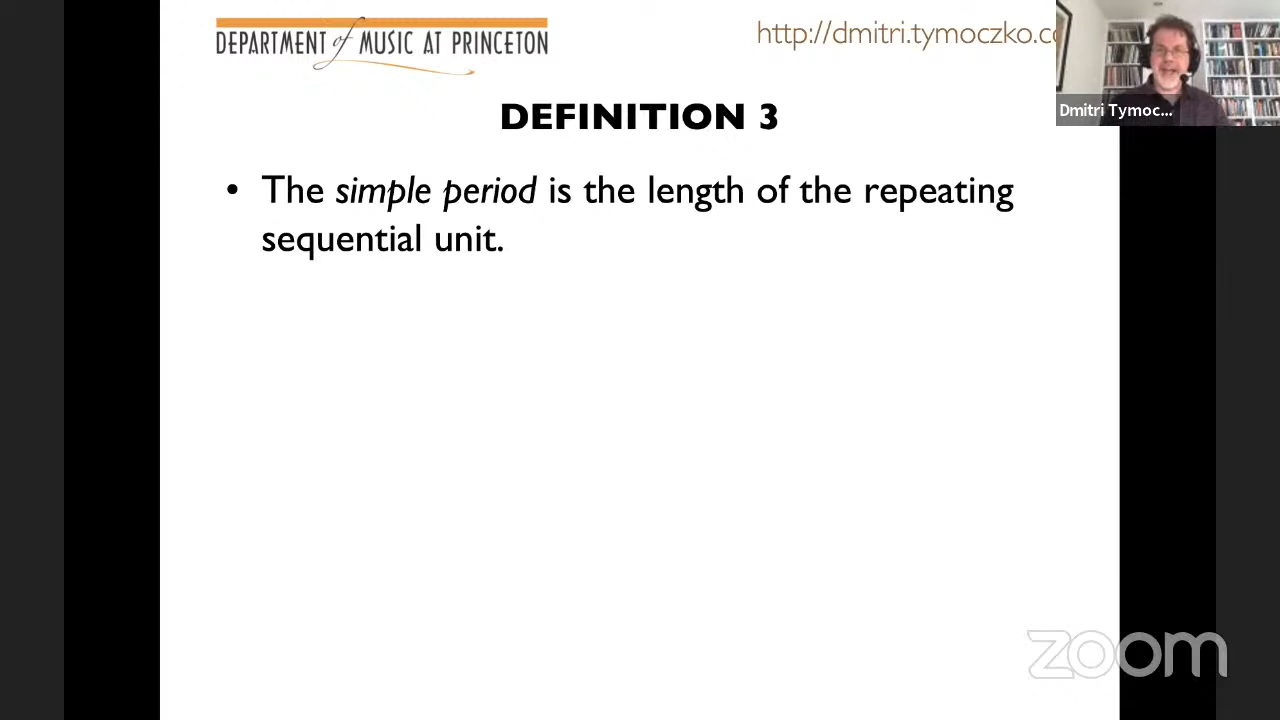 DEPARTMENT of MUSIC AT PRINCETON
http://dmitri.tymoczko.co
Dmitri Tymoc...
DEFINITION 3
• The simple period is the length of the repeating
sequential unit.
zoom